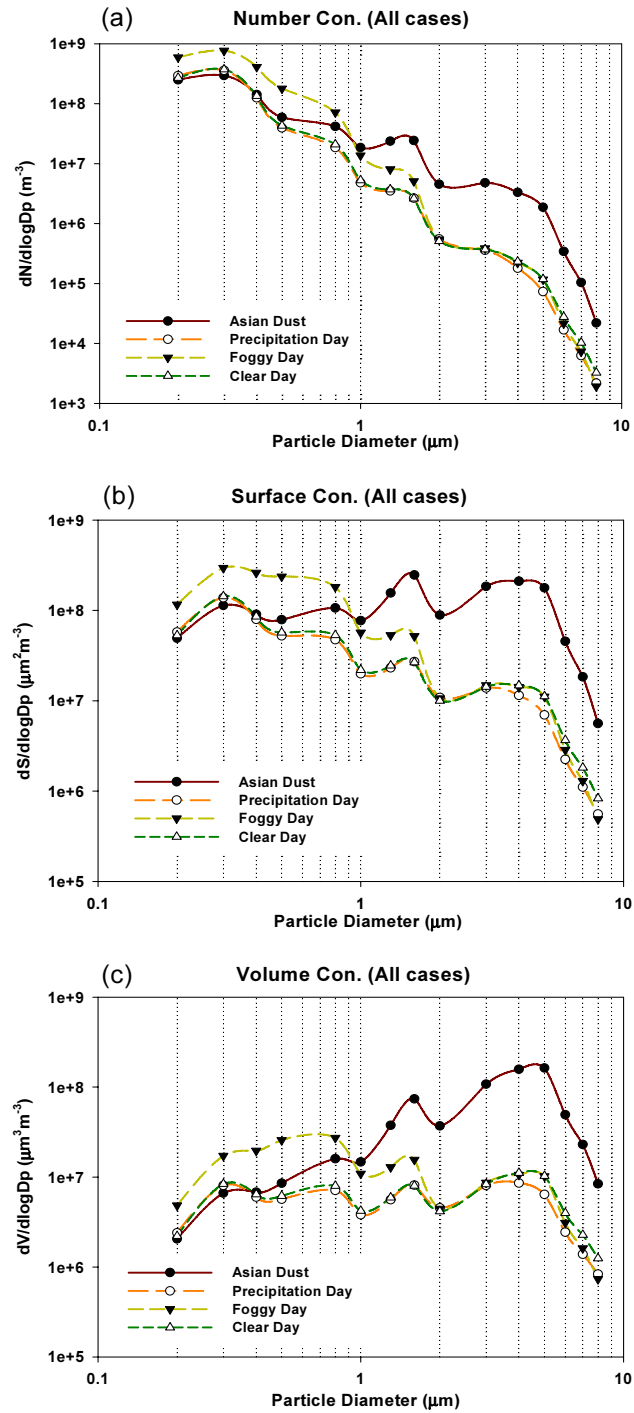 (a) Number Con. (All cases)
1e+9
1e+8
1e+7
1e+6
1e+5
1e+4
1e+3
dN/dlogDp (m⁻³)
Asian Dust
Precipitation Day
Foggy Day
Clear Day
0.1 1 10
Particle Diameter (μm)
(b) Surface Con. (All cases)
1e+9
1e+8
1e+7
1e+6
1e+5
dS/dlogDp (μm²m⁻³)
Asian Dust
Precipitation Day
Foggy Day
Clear Day
0.1 1 10
Particle Diameter (μm)
(c) Volume Con. (All cases)
1e+9
1e+8
1e+7
1e+6
1e+5
dV/dlogDp (μm³m⁻³)
Asian Dust
Precipitation Day
Foggy Day
Clear Day
0.1 1 10
Particle Diameter (μm)